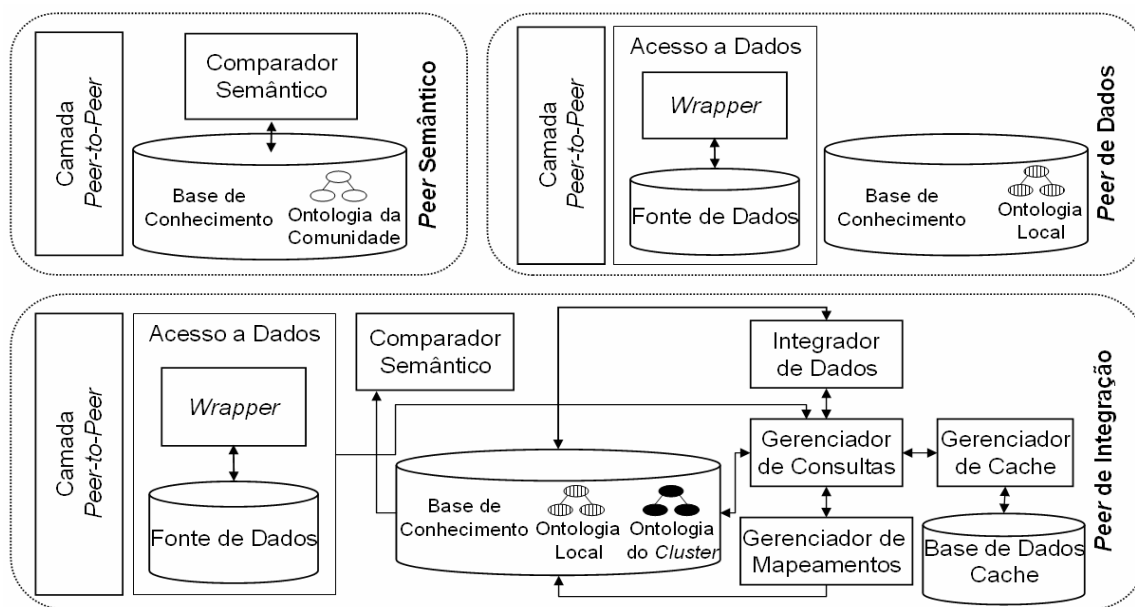 Camada
Peer-to-Peer
Comparador
Semântico
Base de
Conhecimento
Ontologia da
Comunidade
Peer Semântico
Camada
Peer-to-Peer
Acesso a Dados
Wrapper
Fonte de Dados
Base de
Conhecimento
Ontologia
Local
Peer de Dados
Camada
Peer-to-Peer
Acesso a Dados
Wrapper
Fonte de Dados
Comparador
Semântico
Base de
Conhecimento
Ontologia
Local
Ontologia
do Cluster
Integrador
de Dados
Gerenciador
de Consultas
Gerenciador de
Mapeamentos
Gerenciador
de Cache
Base de Dados
Cache
Peer de Integração